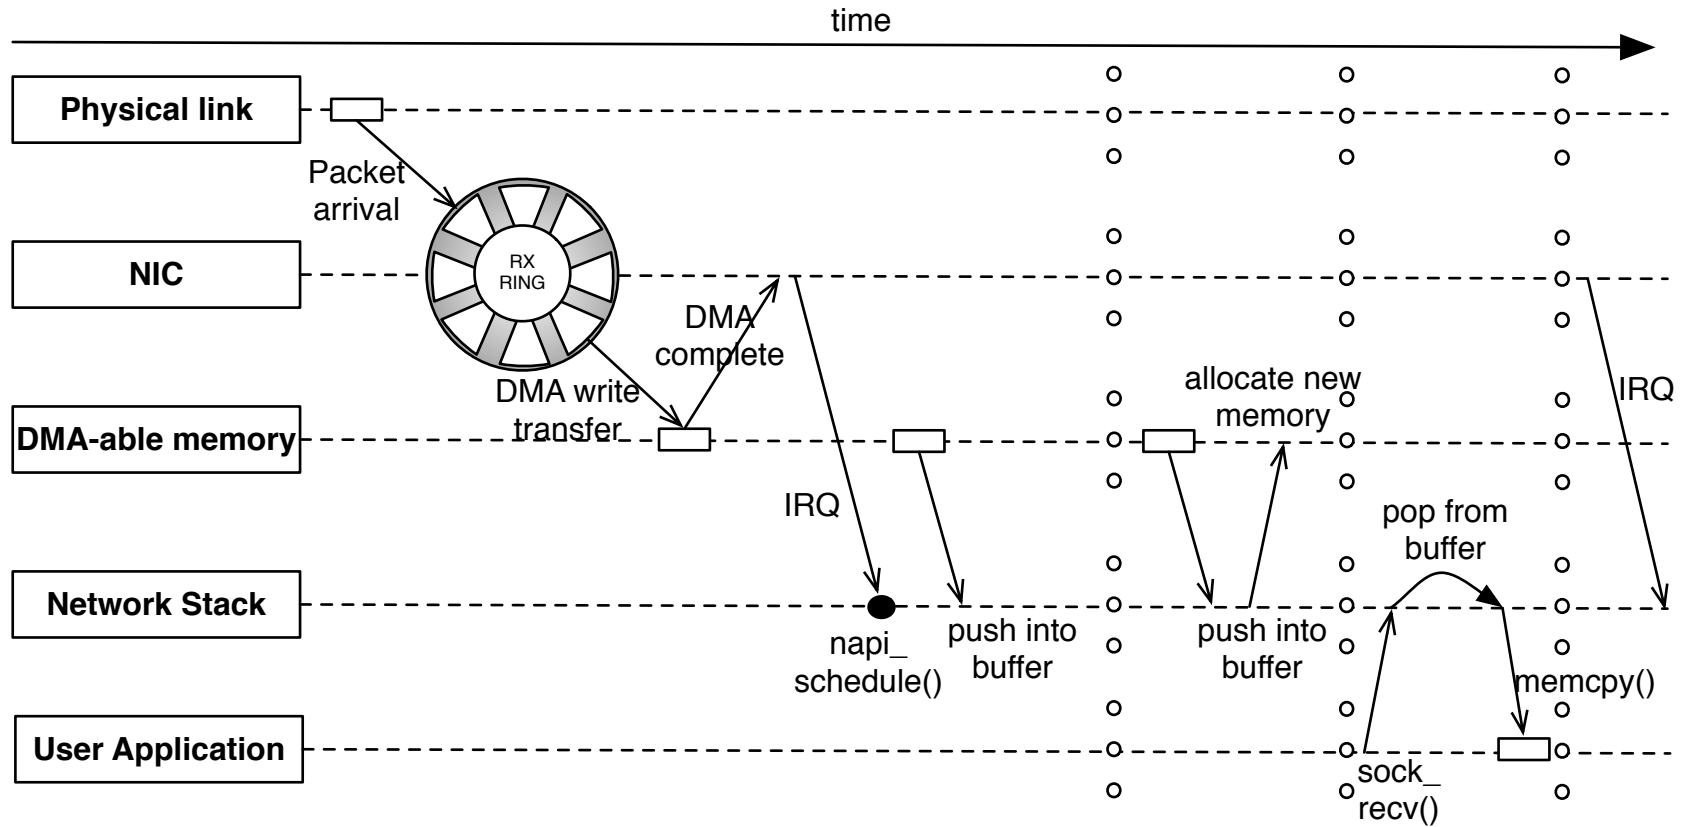 time
Physical link
Packet
arrival
NIC
RX
RING
DMA
complete
DMA write
transfer
allocate new
memory
IRQ
DMA-able memory
IRQ
pop from
buffer
Network Stack
napi_
schedule()
push into
buffer
push into
buffer
memcpy()
User Application
sock_
recv()